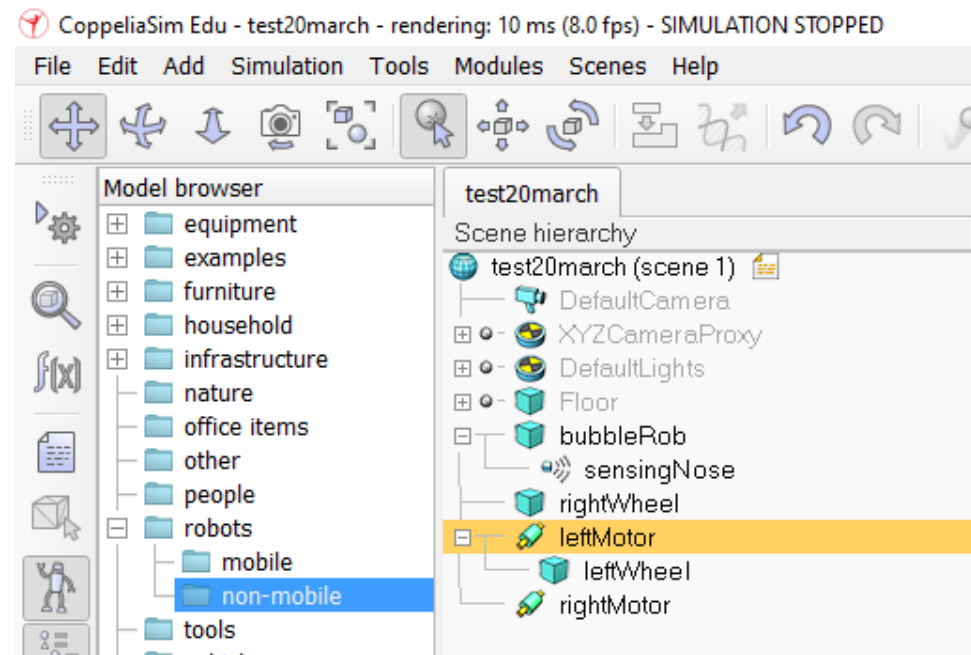 CoppeliaSim Edu - test20march - rendering: 10 ms (8.0 fps) - SIMULATION STOPPED
File Edit Add Simulation Tools Modules Scenes Help
Model browser
equipment
examples
furniture
household
infrastructure
nature
office items
other
people
robots
mobile
non-mobile
tools
test20march
Scene hierarchy
test20march (scene 1)
DefaultCamera
XYZCameraProxy
DefaultLights
Floor
bubbleRob
sensingNose
rightWheel
leftMotor
leftWheel
rightMotor
f(x)